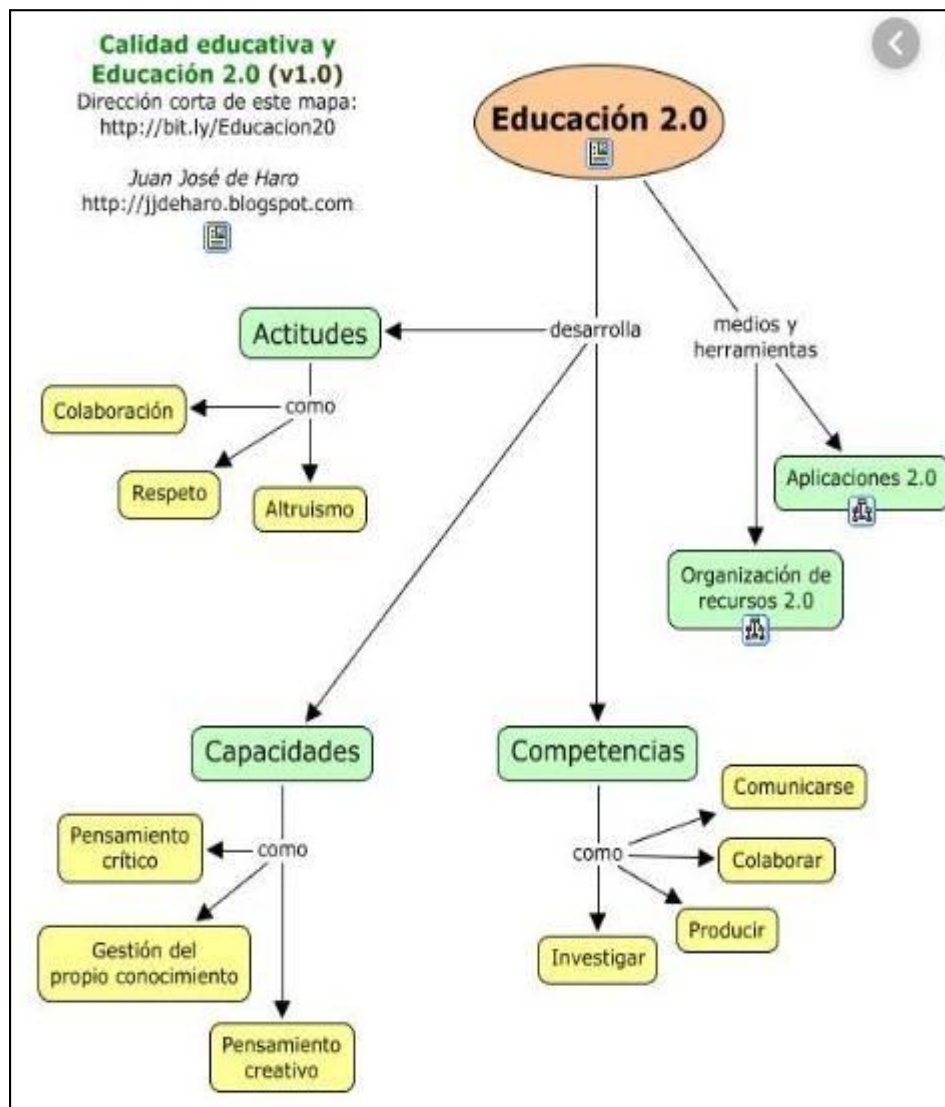 Calidad educativa y
Educación 2.0 (v1.0)
Dirección corta de este mapa:
http://bit.ly/Educacion20
Juan José de Haro
http://jjdeharo.blogspot.com
Educación 2.0
desarrolla
medios y
herramientas
Actitudes
como
Colaboración
Respeto
Altruismo
Aplicaciones 2.0
Organización de
recursos 2.0
Capacidades
como
Pensamiento
crítico
Gestión del
propio conocimiento
Pensamiento
creativo
Competencias
como
Comunicarse
Colaborar
Producir
Investigar